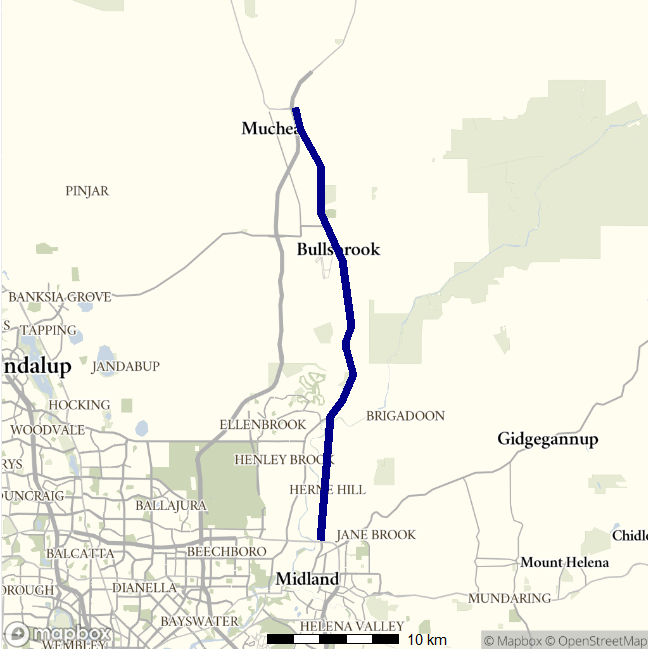 Muchea
PINJAR
Bullsbrook
BANKSIA GROVE
S
TAPPING
JANDABUP
ndalup
HOCKING
BRIGADOON
ELLENBROOK
WOODVALE
Gidgegannup
RYS
HENLEY BROOK
HERNE HILL
DUNCRAIG
BALLAJURA
JANE BROOK
Chidlo
BALCATTA
BEECHBORO
Mount Helena
Midland
DIANELLA
OROUGH
MUNDARING
BAYSWATER
HELENA VALLEY
mapbox
10 km
© Mapbox © OpenStreetMap
WEMBLEY